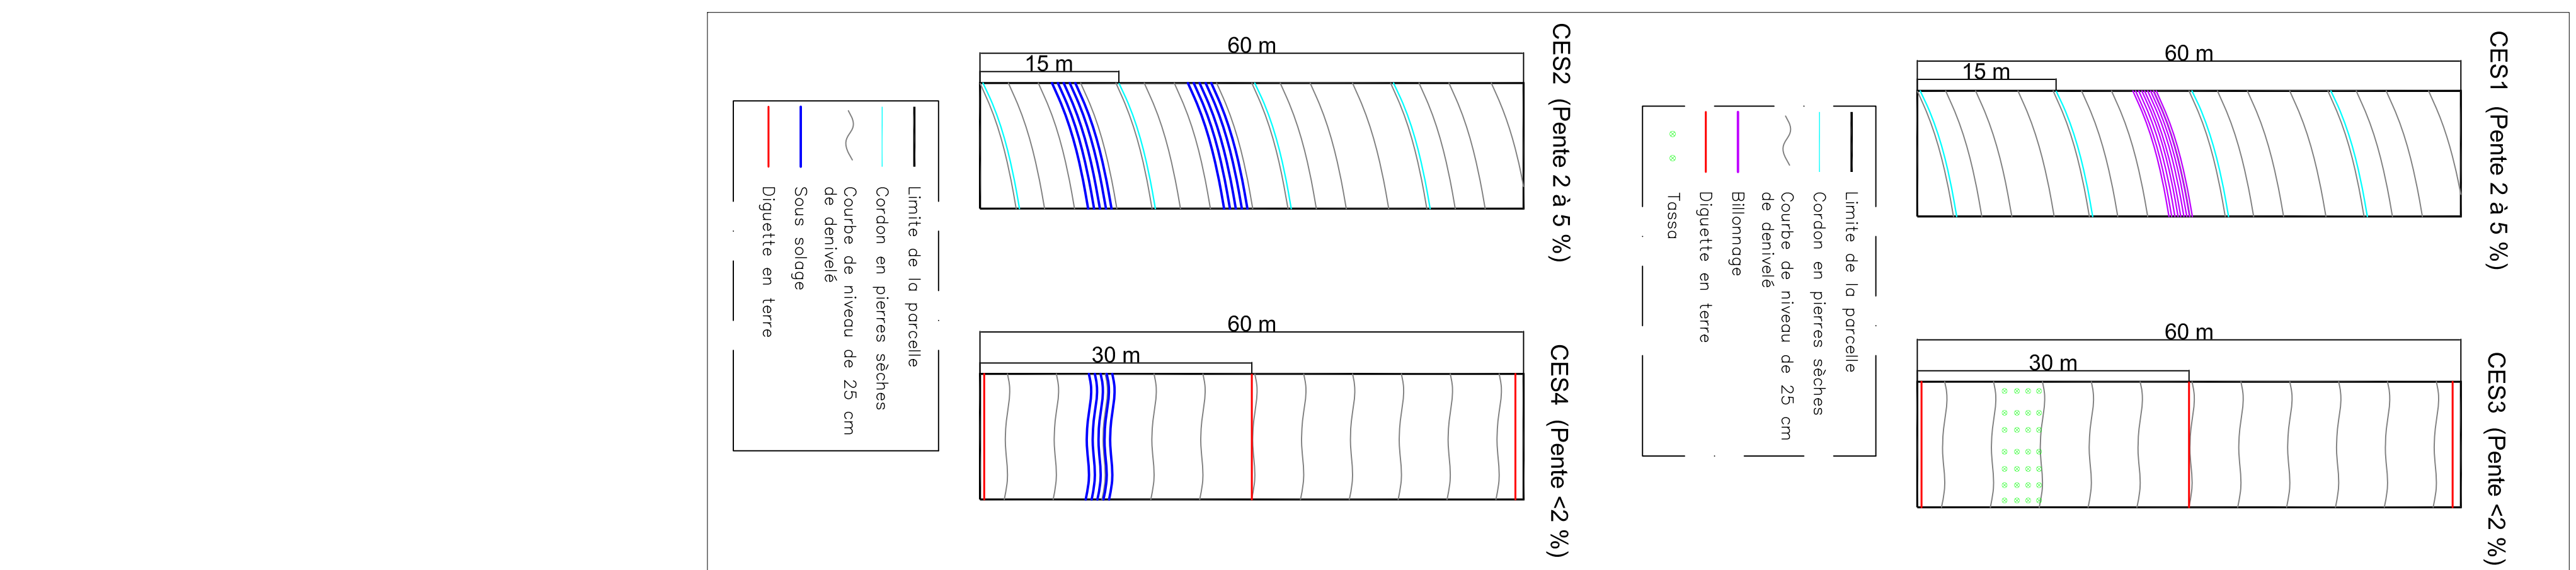 CES1 (Pente 2 à 5 %)
60 m
15 m
CES3 (Pente <2 %)
60 m
30 m
Limite de la parcelle
Cordon en pierres sèches
Courbe de niveau de 25 cm
de denivelé
Billonnage
Diguette en terre
Tassa
CES2 (Pente 2 à 5 %)
60 m
15 m
CES4 (Pente <2 %)
60 m
30 m
Limite de la parcelle
Cordon en pierres sèches
Courbe de niveau de 25 cm
de denivelé
Sous solage
Diguette en terre